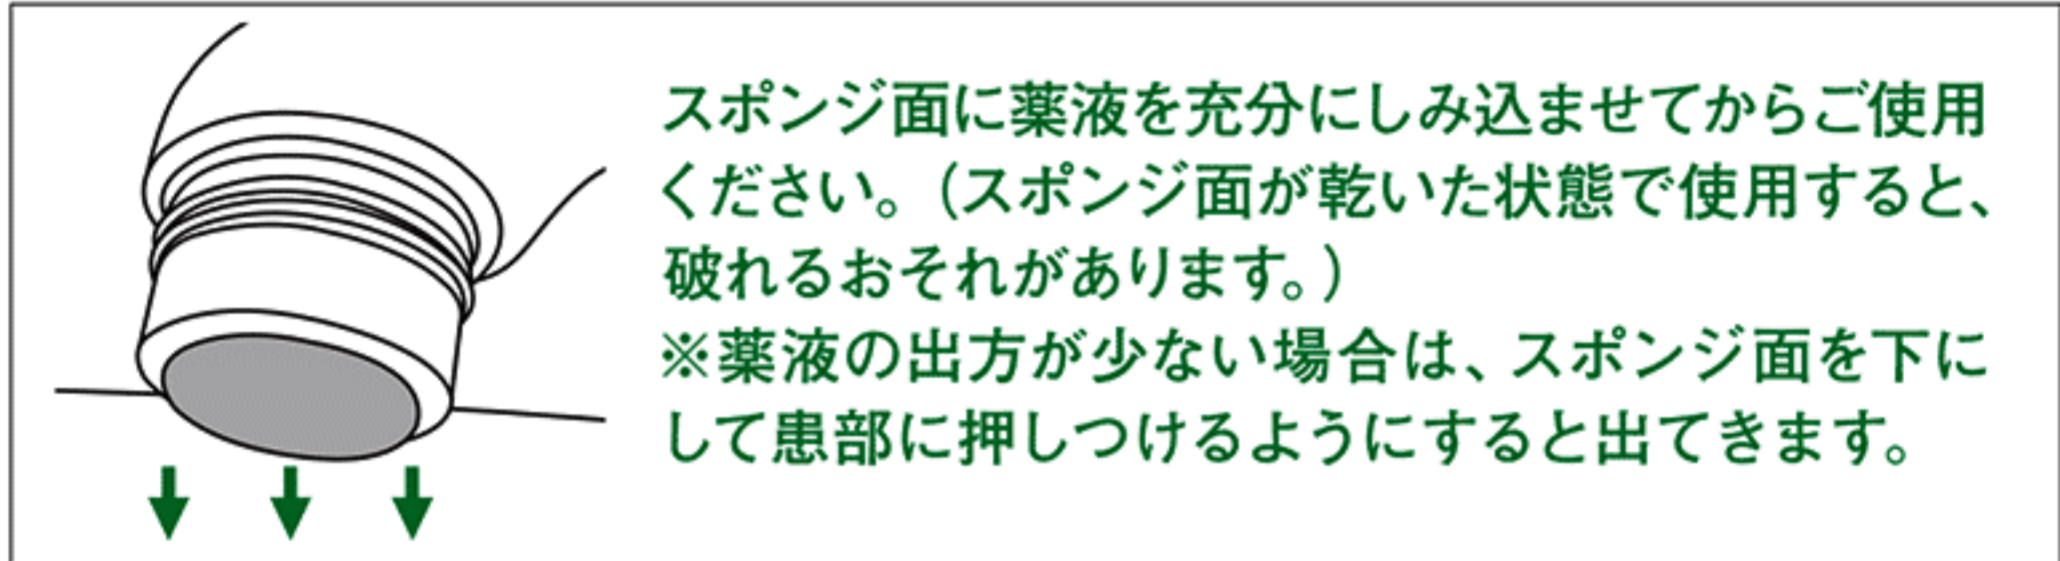 スポンジ面に薬液を充分にしみ込ませてからご使用
ください。（スポンジ面が乾いた状態で使用すると、
破れるおそれがあります。）
※薬液の出方が少ない場合は、スポンジ面を下に
して患部に押しつけるようにすると出てきます。